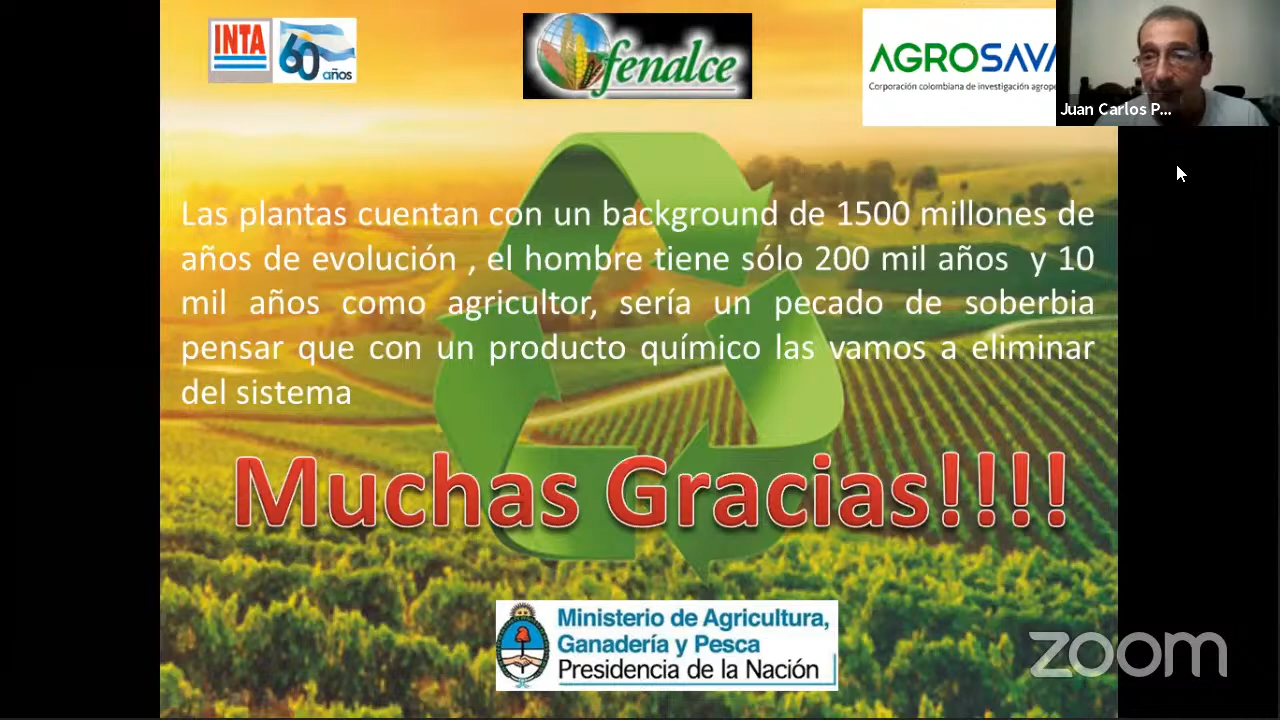 INTA
60 años
fenalce
AGROSAVIA
Corporación colombiana de investigación agrope
Juan Carlos P...
Las plantas cuentan con un background de 1500 millones de
años de evolución , el hombre tiene sólo 200 mil años y 10
mil años como agricultor, sería un pecado de soberbia
pensar que con un producto químico las vamos a eliminar
del sistema
Muchas Gracias!!!!
Ministerio de Agricultura,
Ganadería y Pesca
Presidencia de la Nación
zoom